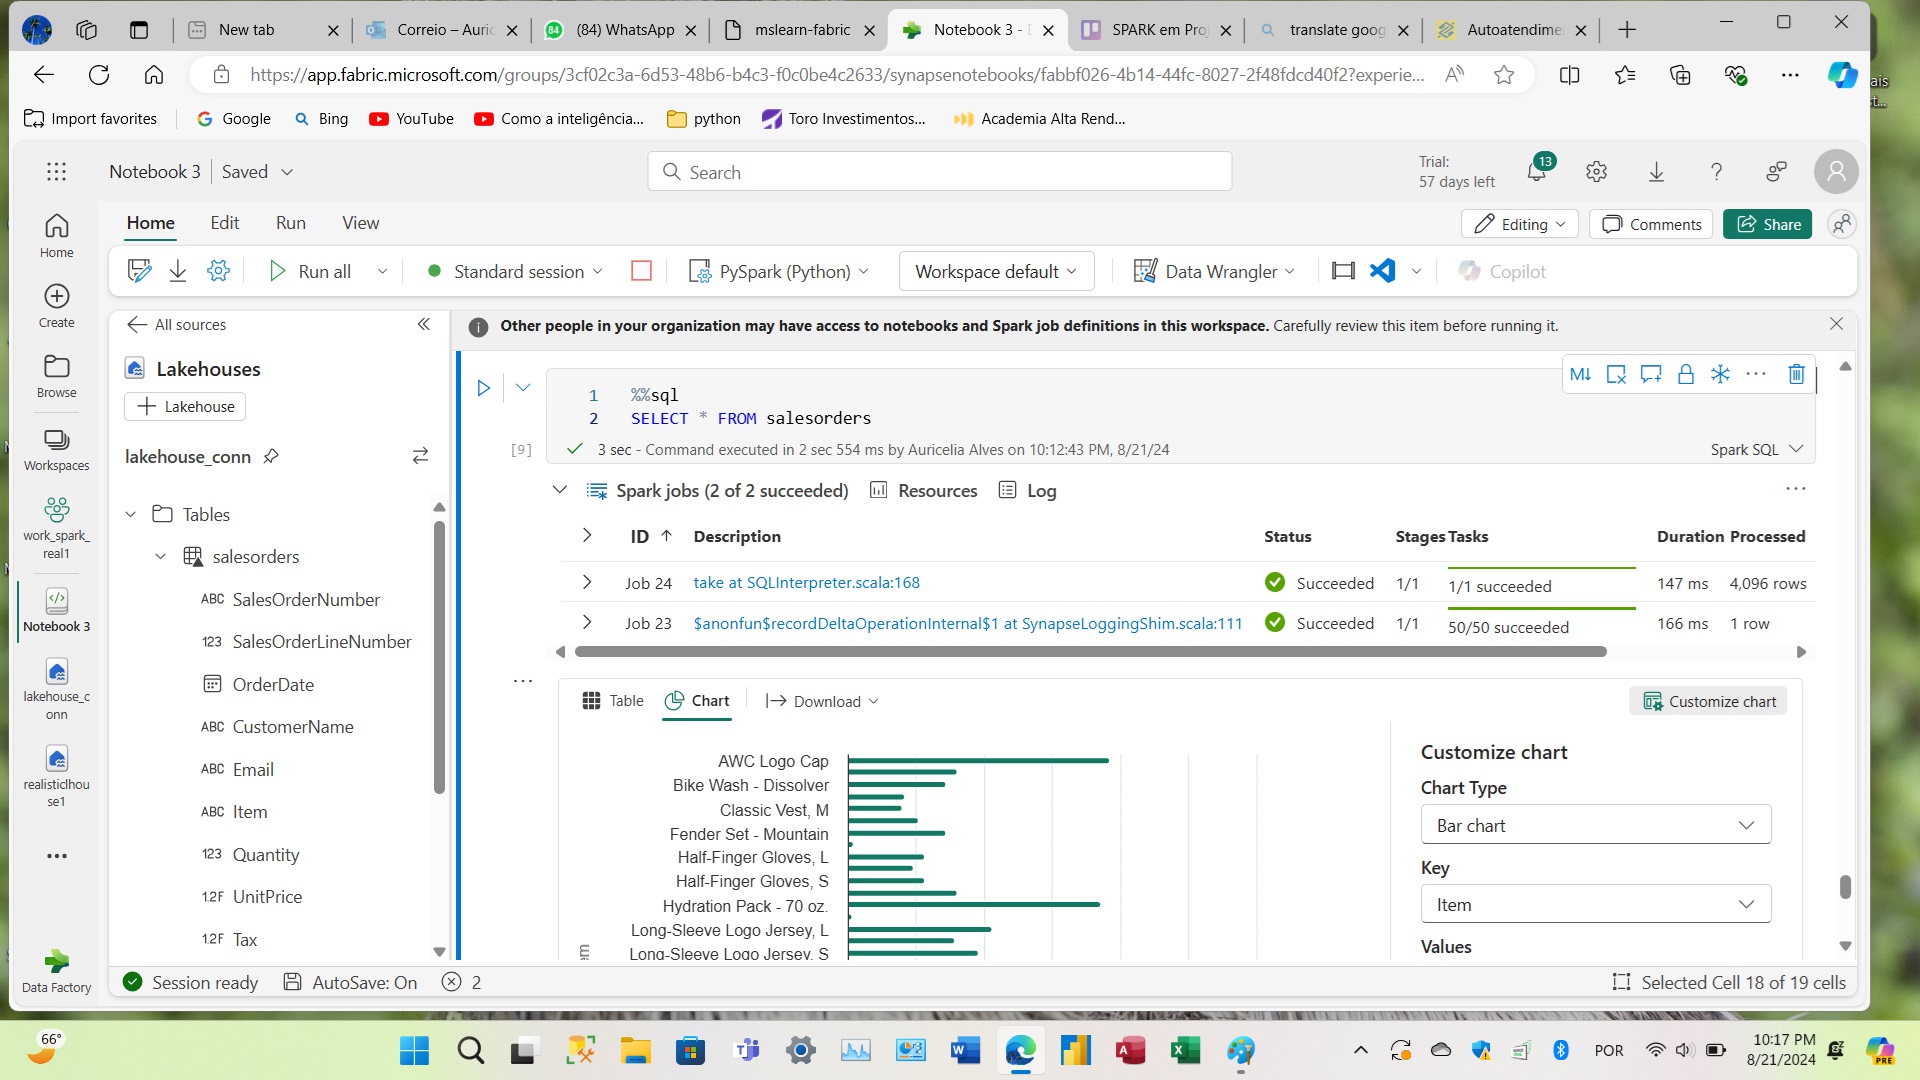 New tab
Correio – Auric
84
(84) WhatsApp
mslearn-fabric
Notebook 3 -
SPARK em Proj
translate goog
Autoatendime
https://app.fabric.microsoft.com/groups/3cf02c3a-6d53-48b6-b4c3-f0c0be4c2633/synapsenotebooks/fabbf026-4b14-44fc-8027-2f48fdcd40f2?experie...
Import favorites
Google
Bing
YouTube
Como a inteligência...
python
Toro Investimentos...
Academia Alta Rend...
Notebook 3
Saved
Search
Trial:
57 days left
13
Home
Edit
Run
View
Editing
Comments
Share
Run all
Standard session
PySpark (Python)
Workspace default
Data Wrangler
Copilot
Home
Create
Browse
Workspaces
work_spark_
real1
Notebook 3
lakehouse_c
onn
realisticlhou
se1
Data Factory
All sources
Lakehouses
Lakehouse
lakehouse_conn
Tables
salesorders
ABC SalesOrderNumber
123 SalesOrderLineNumber
OrderDate
ABC CustomerName
ABC Email
ABC Item
123 Quantity
1.2F UnitPrice
1.2F Tax
Other people in your organization may have access to notebooks and Spark job definitions in this workspace. Carefully review this item before running it.
M↓
1 %%sql
2 SELECT * FROM salesorders
[9]
3 sec - Command executed in 2 sec 554 ms by Auricelia Alves on 10:12:43 PM, 8/21/24
Spark SQL
Spark jobs (2 of 2 succeeded)
Resources
Log
ID ↑ Description Status Stages Tasks Duration Processed
Job 24 take at SQLInterpreter.scala:168 Succeeded 1/1 1/1 succeeded 147 ms 4,096 rows
Job 23 $anonfun$recordDeltaOperationInternal$1 at SynapseLoggingShim.scala:111 Succeeded 1/1 50/50 succeeded 166 ms 1 row
Table
Chart
Download
Customize chart
AWC Logo Cap
Bike Wash - Dissolver
Classic Vest, M
Fender Set - Mountain
Half-Finger Gloves, L
Half-Finger Gloves, S
Hydration Pack - 70 oz.
Long-Sleeve Logo Jersey, L
Long-Sleeve Logo Jersey, S
Customize chart
Chart Type
Bar chart
Key
Item
Values
Session ready
AutoSave: On
2
Selected Cell 18 of 19 cells
66°
POR
10:17 PM
8/21/2024
PRE